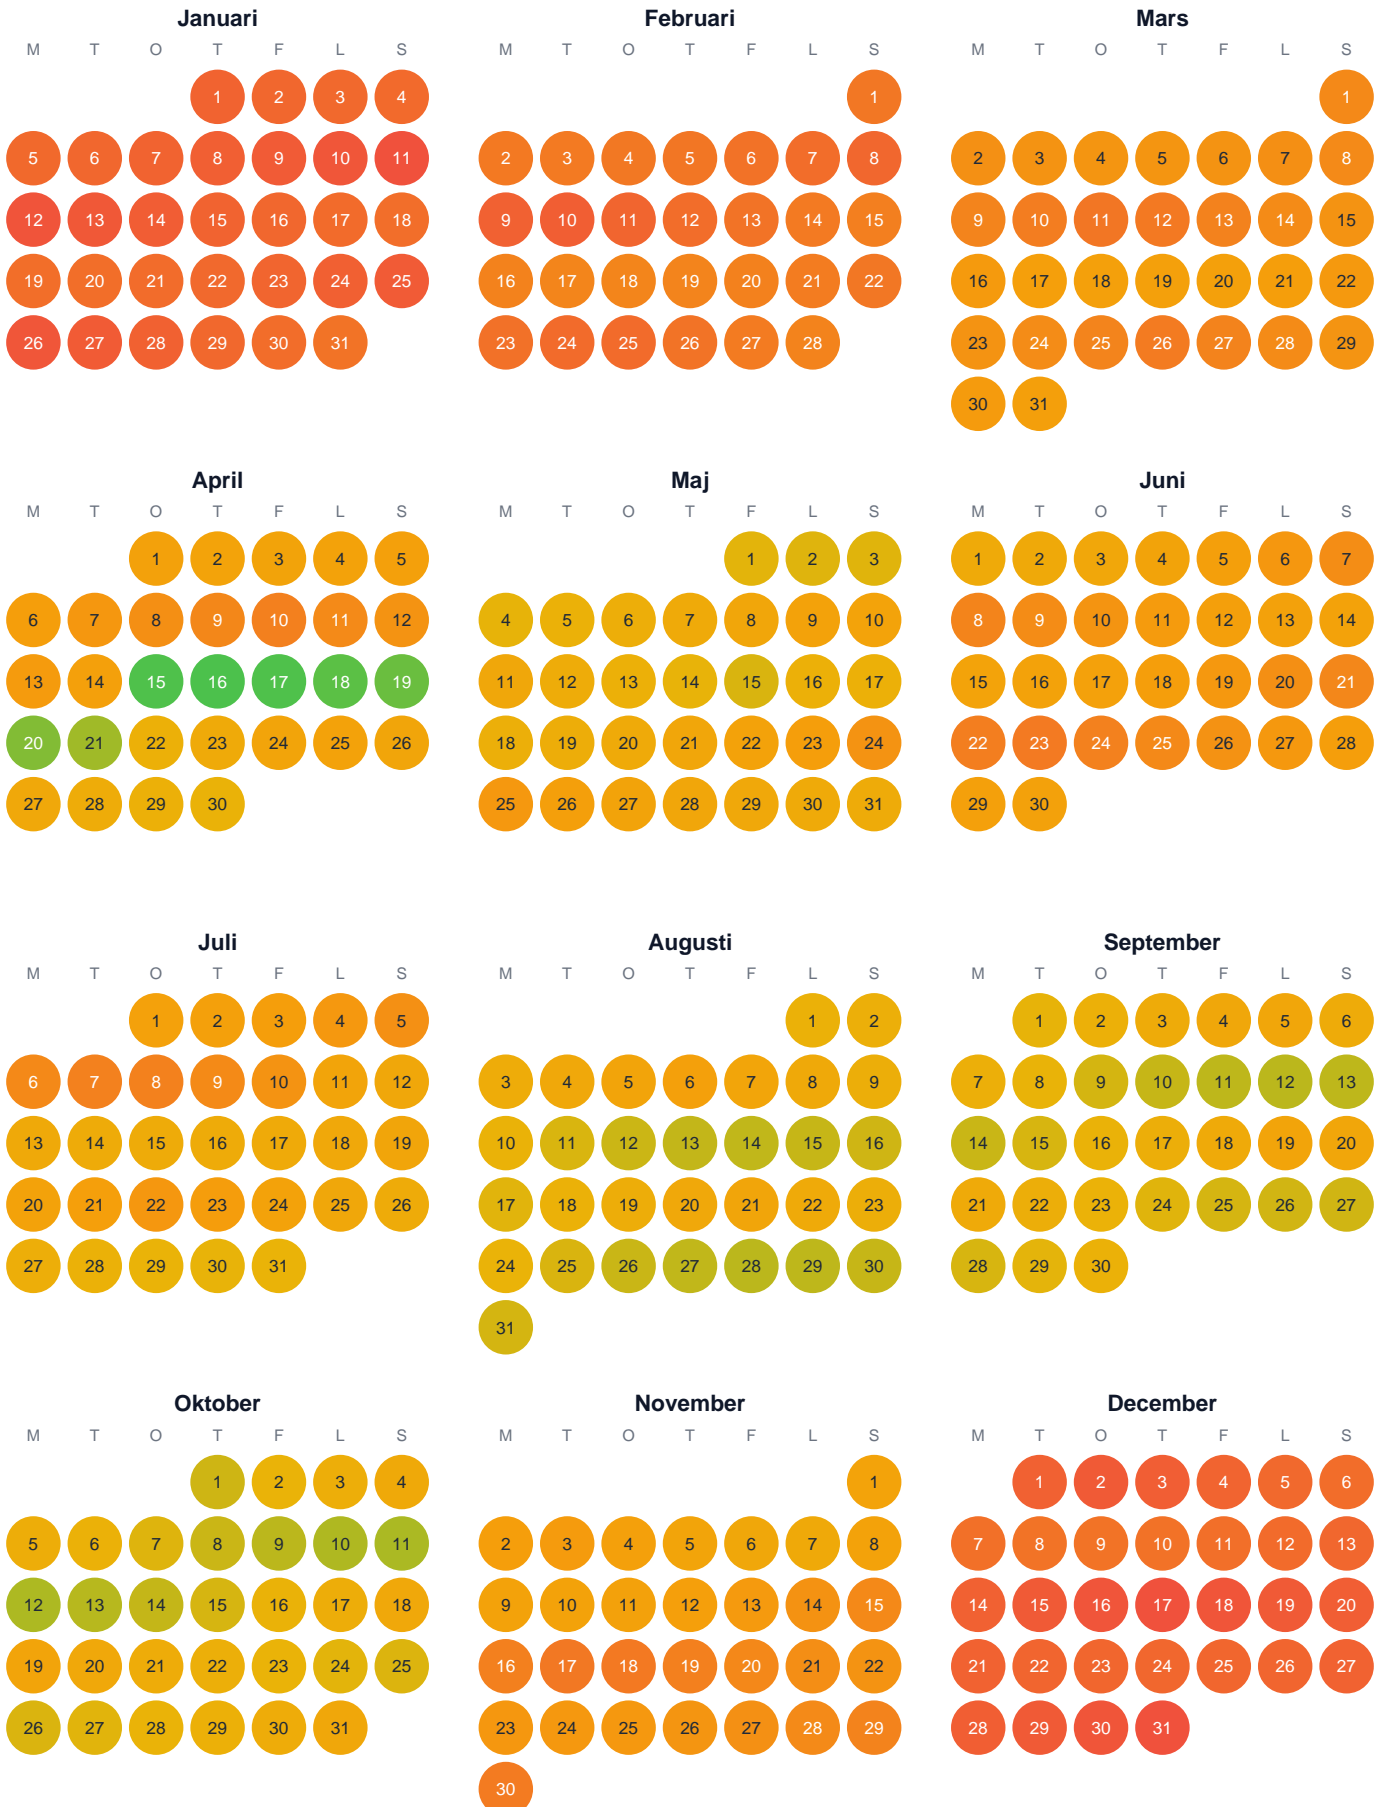 Januari Februari Mars
M T O T F L S M T O T F L S M T O T F L S
1 2 3 4 1 1
5 6 7 8 9 10 11 2 3 4 5 6 7 8 2 3 4 5 6 7 8
12 13 14 15 16 17 18 9 10 11 12 13 14 15 9 10 11 12 13 14 15
19 20 21 22 23 24 25 16 17 18 19 20 21 22 16 17 18 19 20 21 22
26 27 28 29 30 31 23 24 25 26 27 28 23 24 25 26 27 28 29
30 31
April Maj Juni
M T O T F L S M T O T F L S M T O T F L S
1 2 3 4 5 1 2 3 1 2 3 4 5 6 7
6 7 8 9 10 11 12 4 5 6 7 8 9 10 8 9 10 11 12 13 14
13 14 15 16 17 18 19 11 12 13 14 15 16 17 15 16 17 18 19 20 21
20 21 22 23 24 25 26 18 19 20 21 22 23 24 22 23 24 25 26 27 28
27 28 29 30 25 26 27 28 29 30 31 29 30
Juli Augusti September
M T O T F L S M T O T F L S M T O T F L S
1 2 3 4 5 1 2 1 2 3 4 5 6
6 7 8 9 10 11 12 3 4 5 6 7 8 9 7 8 9 10 11 12 13
13 14 15 16 17 18 19 10 11 12 13 14 15 16 14 15 16 17 18 19 20
20 21 22 23 24 25 26 17 18 19 20 21 22 23 21 22 23 24 25 26 27
27 28 29 30 31 24 25 26 27 28 29 30 28 29 30
31
Oktober November December
M T O T F L S M T O T F L S M T O T F L S
1 2 3 4 1 1 2 3 4 5 6
5 6 7 8 9 10 11 2 3 4 5 6 7 8 7 8 9 10 11 12 13
12 13 14 15 16 17 18 9 10 11 12 13 14 15 14 15 16 17 18 19 20
19 20 21 22 23 24 25 16 17 18 19 20 21 22 21 22 23 24 25 26 27
26 27 28 29 30 31 23 24 25 26 27 28 29 28 29 30 31
30